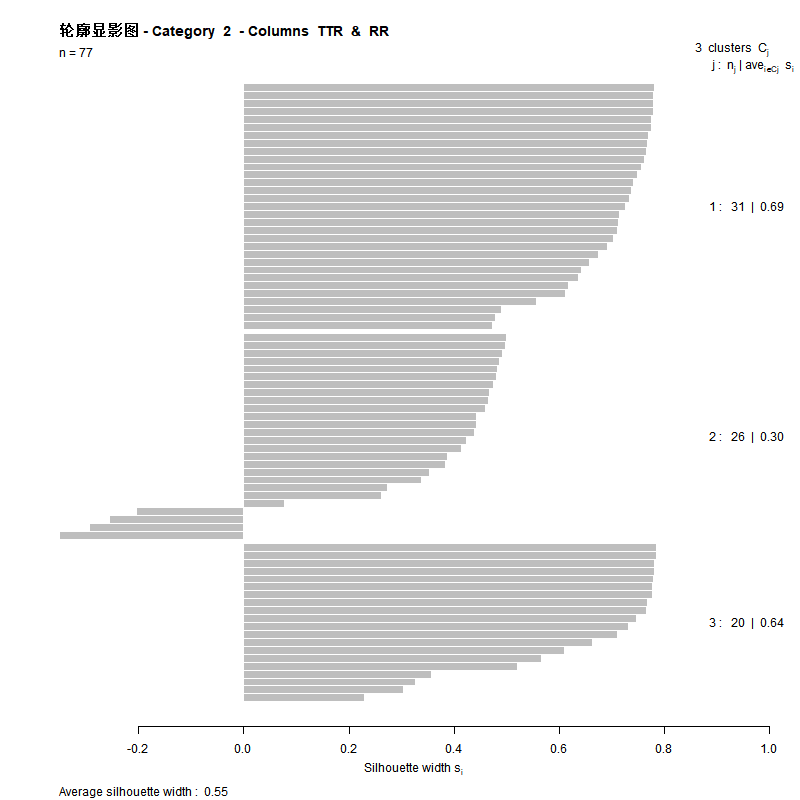 轮廓显影图 - Category 2 - Columns TTR & RR
n = 77
3 clusters Cj
j : nj | avei∈Cj si
1 : 31 | 0.69
2 : 26 | 0.30
3 : 20 | 0.64
-0.2 0.0 0.2 0.4 0.6 0.8 1.0
Silhouette width si
Average silhouette width : 0.55